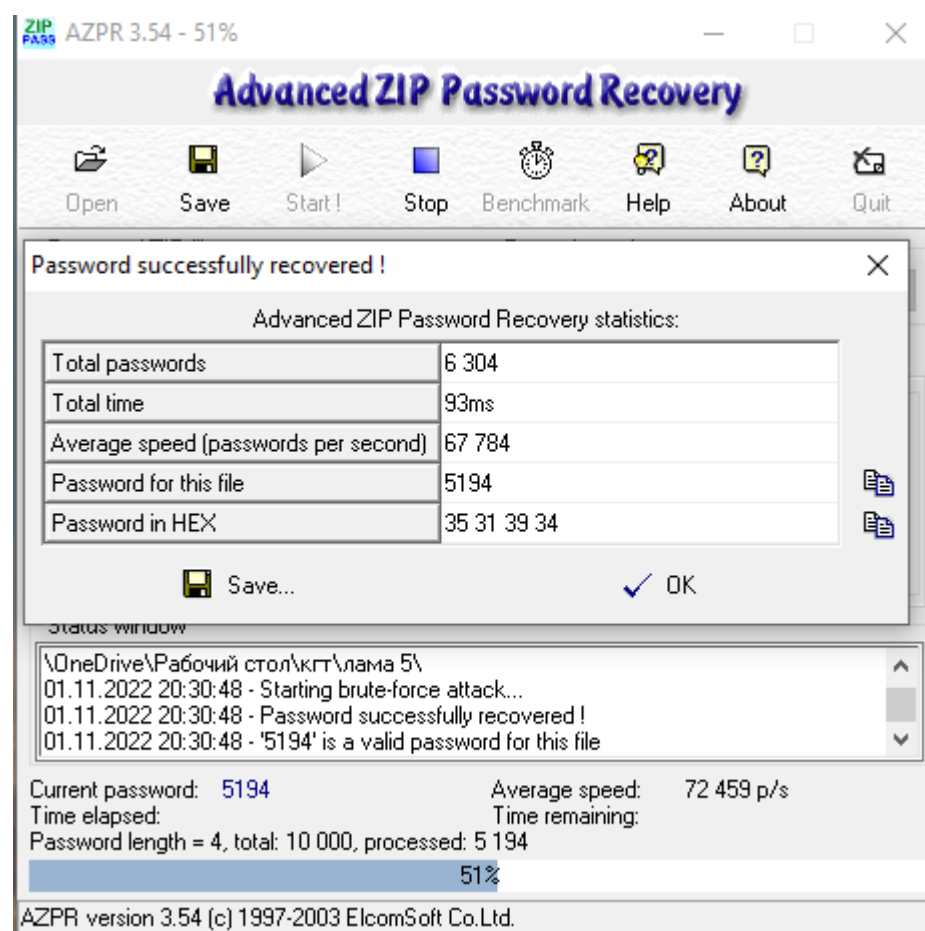 ZIP PASS AZPR 3.54 - 51%
Advanced ZIP Password Recovery
Open Save Start! Stop Benchmark Help About Quit
Password successfully recovered !
Advanced ZIP Password Recovery statistics:
Total passwords 6 304
Total time 93ms
Average speed (passwords per second) 67 784
Password for this file 5194
Password in HEX 35 31 39 34
Save... OK
Status window
\OneDrive\Рабочий стол\кгт\лама 5\
01.11.2022 20:30:48 - Starting brute-force attack...
01.11.2022 20:30:48 - Password successfully recovered !
01.11.2022 20:30:48 - '5194' is a valid password for this file
Current password: 5194 Average speed: 72 459 p/s
Time elapsed: Time remaining:
Password length = 4, total: 10 000, processed: 5 194
51%
AZPR version 3.54 (c) 1997-2003 ElcomSoft Co.Ltd.